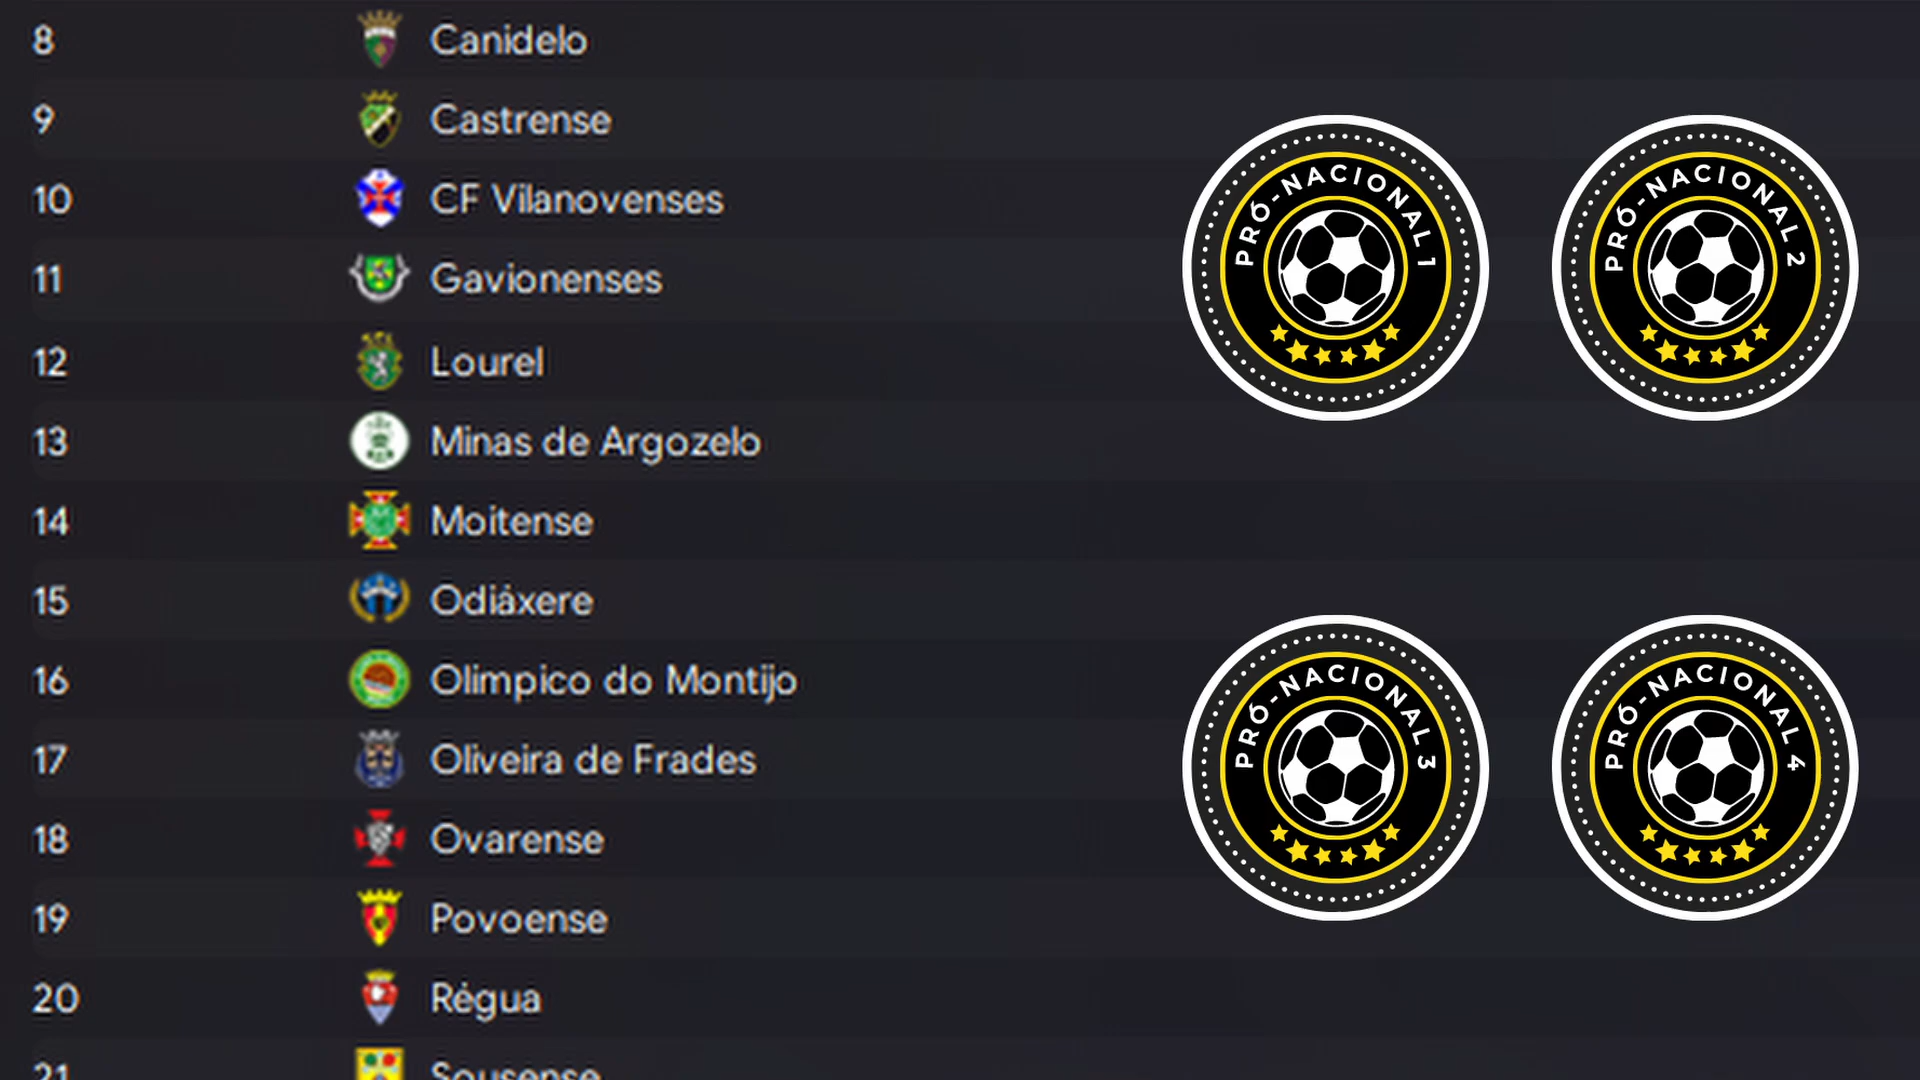 8 Canidelo
9 Castrense
10 CF Vilanovenses
11 Gavionenses
12 Lourel
13 Minas de Argozelo
14 Moitense
15 Odiáxere
16 Olimpico do Montijo
17 Oliveira de Frades
18 Ovarense
19 Povoense
20 Régua
21 Sousense
PRÓ-NACIONAL 1
PRÓ-NACIONAL 2
PRÓ-NACIONAL 3
PRÓ-NACIONAL 4